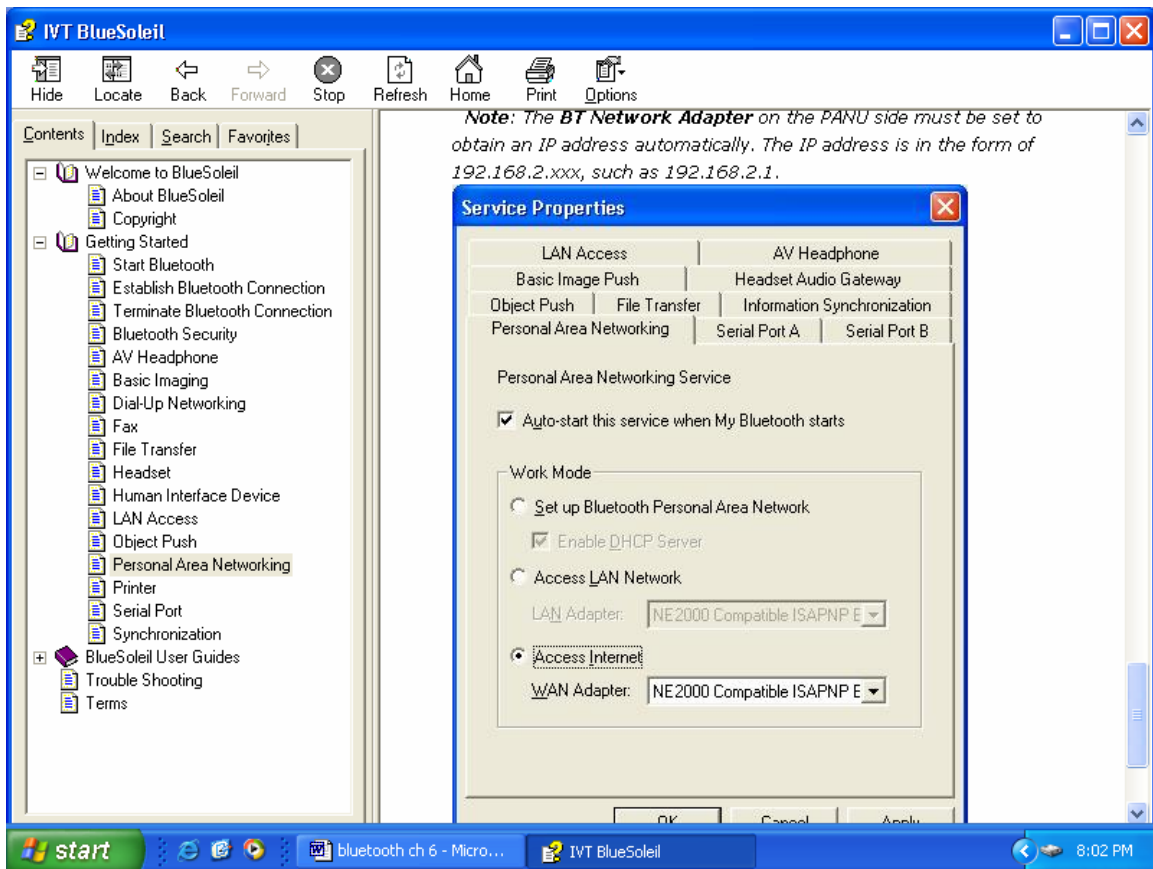 IVT BlueSoleil
Hide Locate Back Forward Stop Refresh Home Print Options
Contents Index Search Favorites
Welcome to BlueSoleil
About BlueSoleil
Copyright
Getting Started
Start Bluetooth
Establish Bluetooth Connection
Terminate Bluetooth Connection
Bluetooth Security
AV Headphone
Basic Imaging
Dial-Up Networking
Fax
File Transfer
Headset
Human Interface Device
LAN Access
Object Push
Personal Area Networking
Printer
Serial Port
Synchronization
BlueSoleil User Guides
Trouble Shooting
Terms
Note: The BT Network Adapter on the PANU side must be set to
obtain an IP address automatically. The IP address is in the form of
192.168.2.xxx, such as 192.168.2.1.
Service Properties
LAN Access AV Headphone
Basic Image Push Headset Audio Gateway
Object Push File Transfer Information Synchronization
Personal Area Networking Serial Port A Serial Port B
Personal Area Networking Service
Auto-start this service when My Bluetooth starts
Work Mode
Set up Bluetooth Personal Area Network
Enable DHCP Server
Access LAN Network
LAN Adapter: NE2000 Compatible ISAPNP E
Access Internet
WAN Adapter: NE2000 Compatible ISAPNP E
OK Cancel Apply
start bluetooth ch 6 - Micro... IVT BlueSoleil 8:02 PM